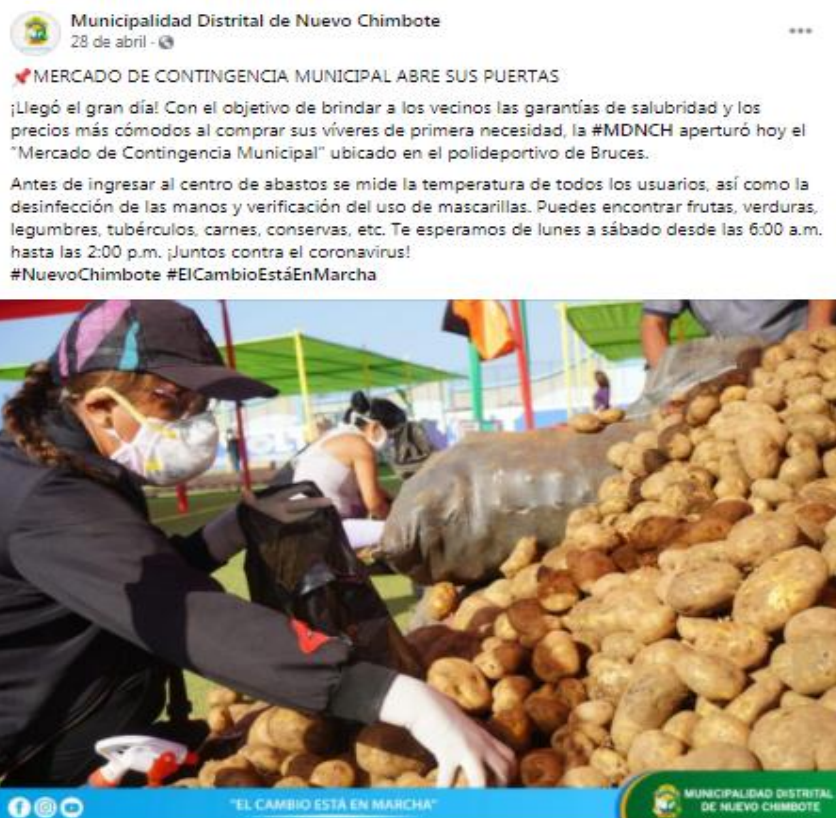 Municipalidad Distrital de Nuevo Chimbote
28 de abril ·
📌MERCADO DE CONTINGENCIA MUNICIPAL ABRE SUS PUERTAS
¡Llegó el gran día! Con el objetivo de brindar a los vecinos las garantías de salubridad y los
precios más cómodos al comprar sus víveres de primera necesidad, la #MDNCH aperturó hoy el
"Mercado de Contingencia Municipal" ubicado en el polideportivo de Bruces.
Antes de ingresar al centro de abastos se mide la temperatura de todos los usuarios, así como la
desinfección de las manos y verificación del uso de mascarillas. Puedes encontrar frutas, verduras,
legumbres, tubérculos, carnes, conservas, etc. Te esperamos de lunes a sábado desde las 6:00 a.m.
hasta las 2:00 p.m. ¡Juntos contra el coronavirus!
#NuevoChimbote #ElCambioEstáEnMarcha
"EL CAMBIO ESTÁ EN MARCHA"
MUNICIPALIDAD DISTRITAL
DE NUEVO CHIMBOTE